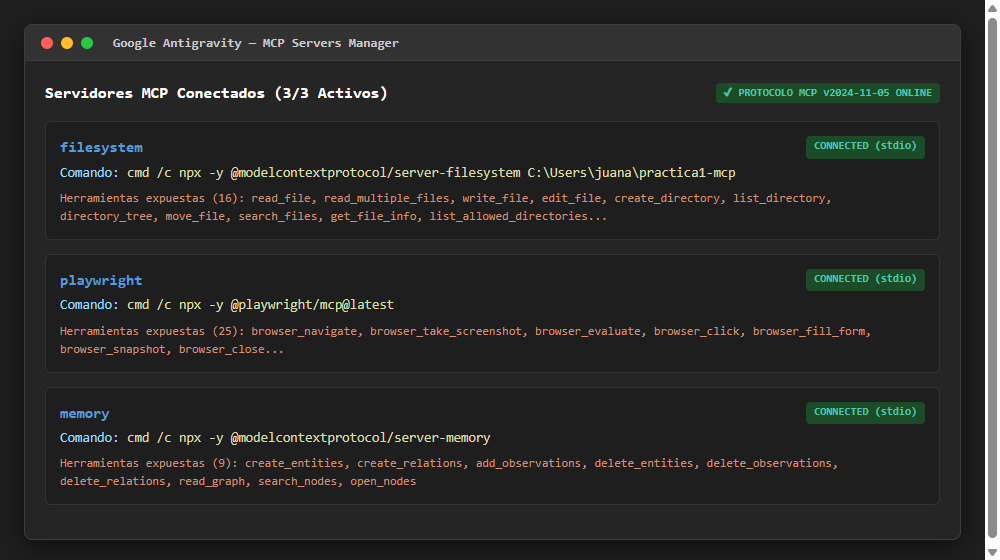 Google Antigravity — MCP Servers Manager
Servidores MCP Conectados (3/3 Activos)
✔ PROTOCOLO MCP v2024-11-05 ONLINE
filesystem
CONNECTED (stdio)
Comando: cmd /c npx -y @modelcontextprotocol/server-filesystem C:\Users\juana\practica1-mcp
Herramientas expuestas (16): read_file, read_multiple_files, write_file, edit_file, create_directory, list_directory,
directory_tree, move_file, search_files, get_file_info, list_allowed_directories...
playwright
CONNECTED (stdio)
Comando: cmd /c npx -y @playwright/mcp@latest
Herramientas expuestas (25): browser_navigate, browser_take_screenshot, browser_evaluate, browser_click, browser_fill_form,
browser_snapshot, browser_close...
memory
CONNECTED (stdio)
Comando: cmd /c npx -y @modelcontextprotocol/server-memory
Herramientas expuestas (9): create_entities, create_relations, add_observations, delete_entities, delete_observations,
delete_relations, read_graph, search_nodes, open_nodes